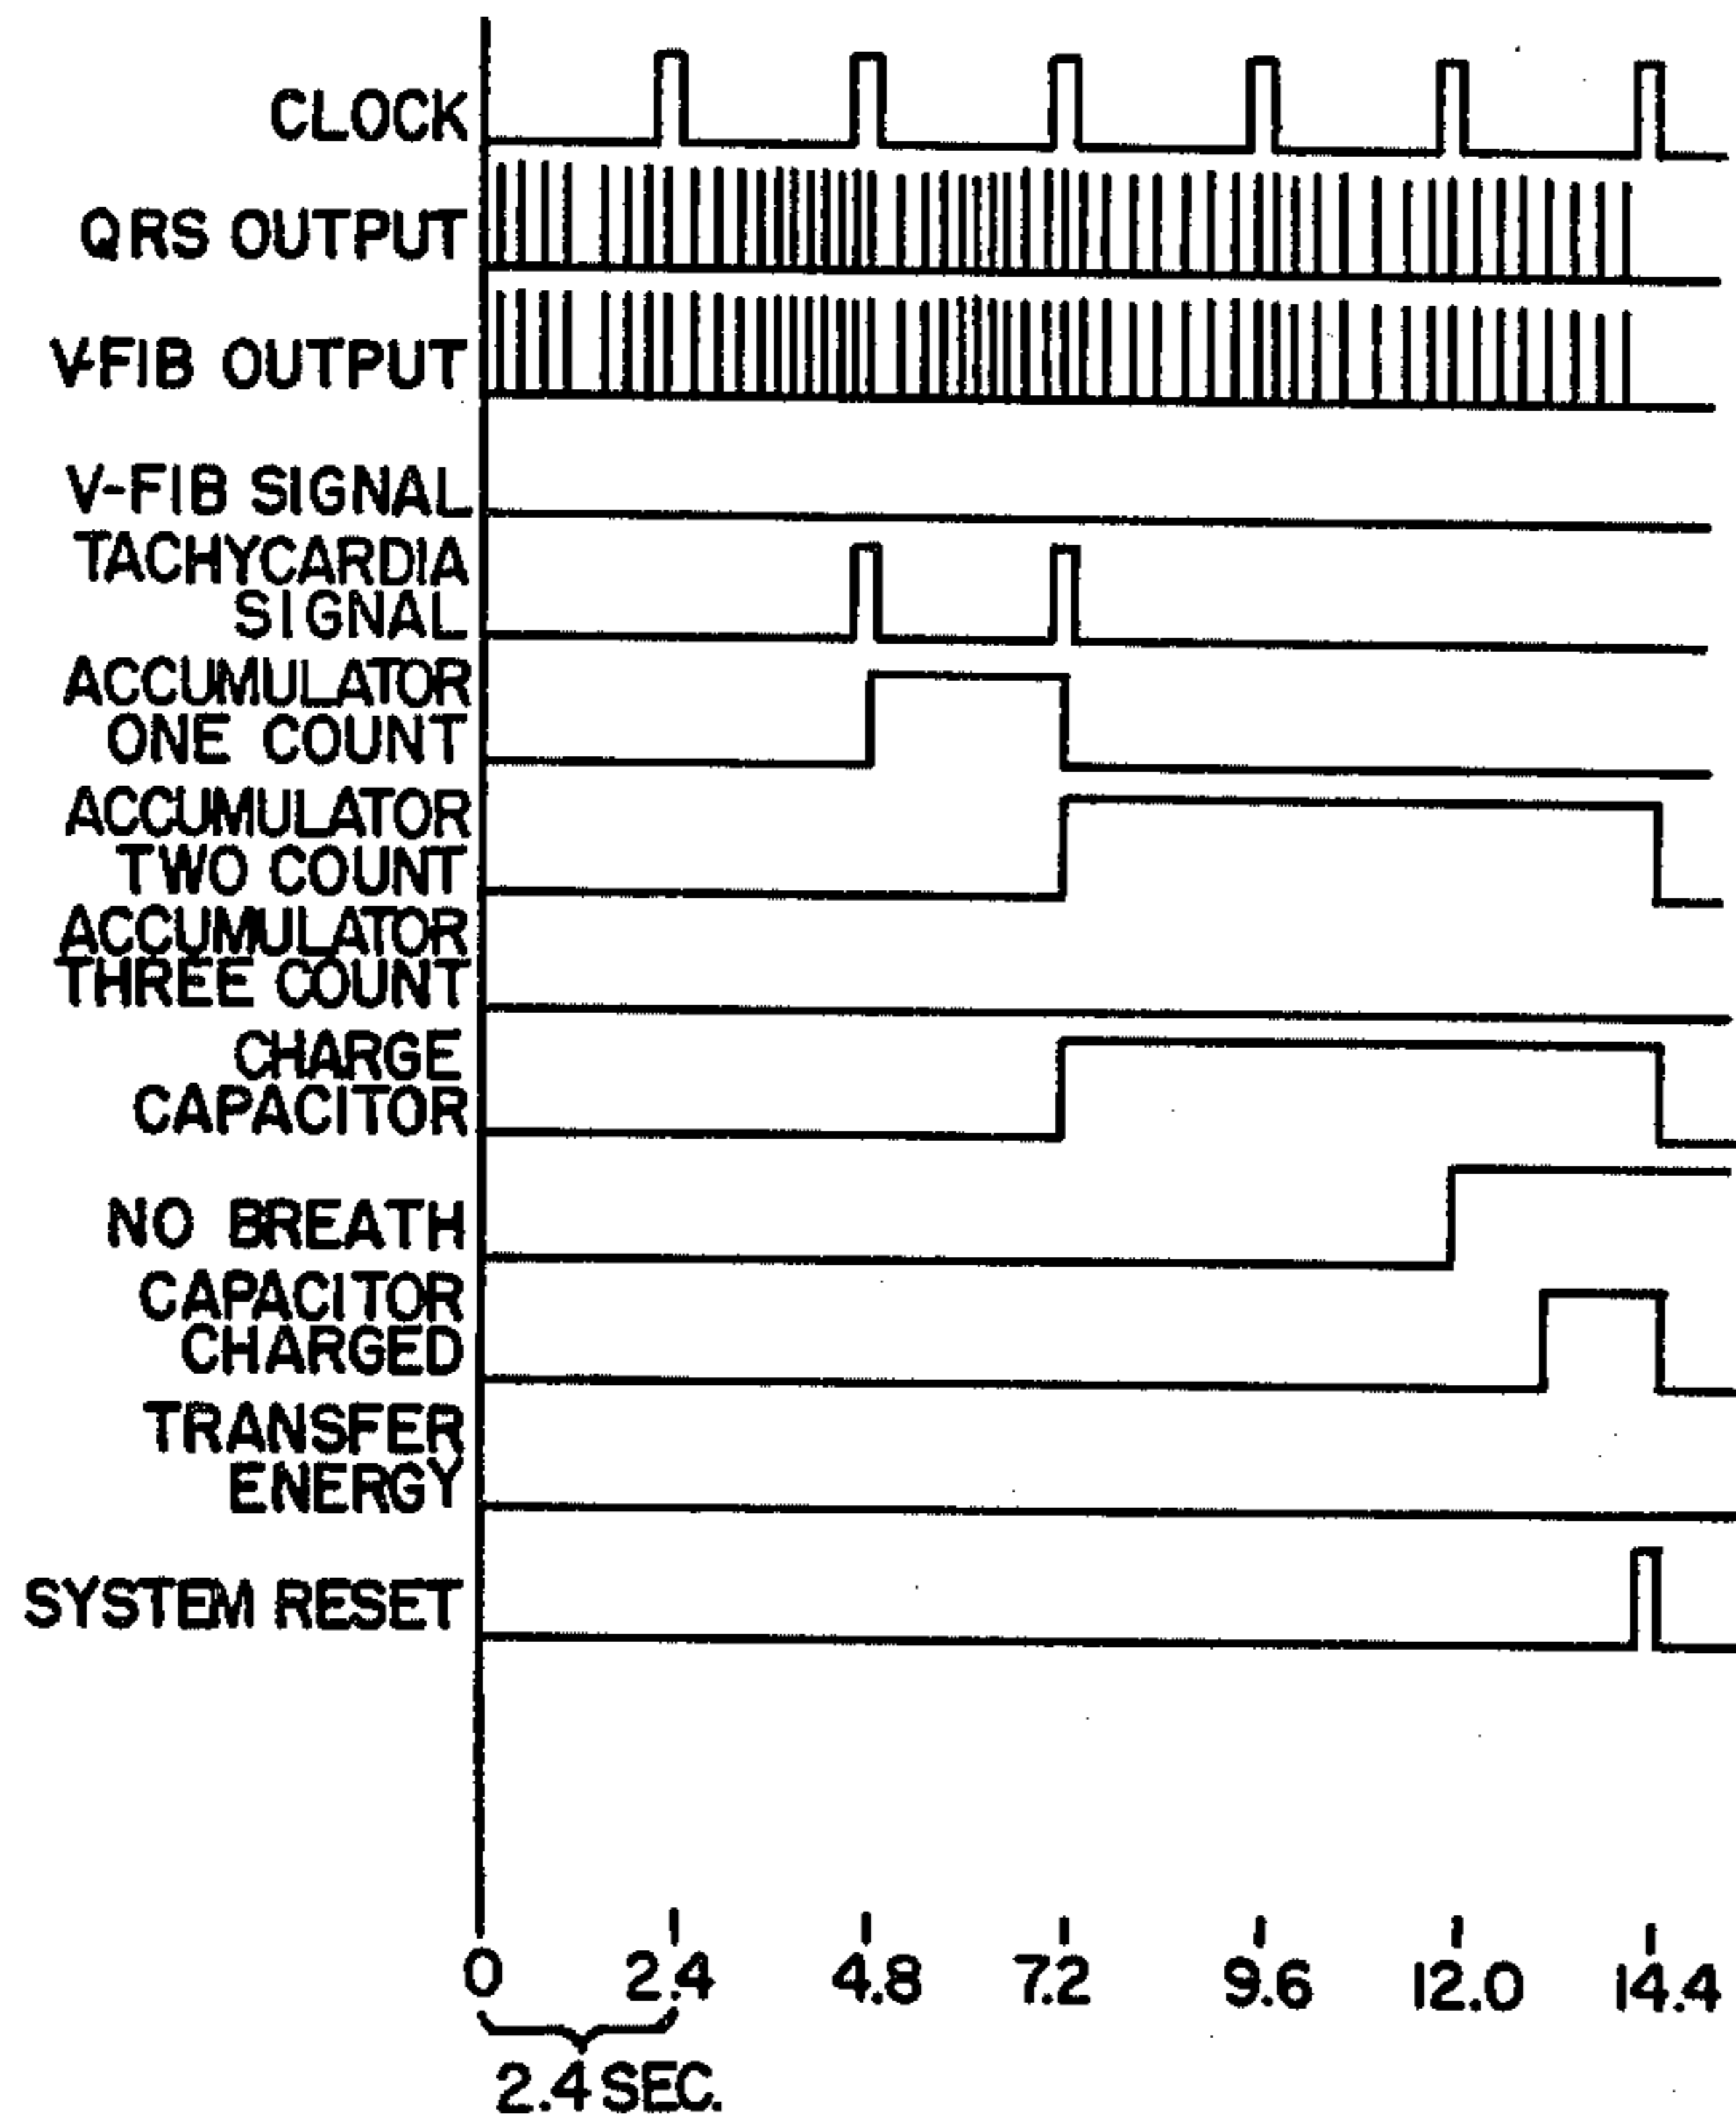 CLOCK
QRS OUTPUT
V-FIB OUTPUT
V-FIB SIGNAL
TACHYCARDIA
SIGNAL
ACCUMULATOR
ONE COUNT
ACCUMULATOR
TWO COUNT
ACCUMULATOR
THREE COUNT
CHARGE
CAPACITOR
NO BREATH
CAPACITOR
CHARGED
TRANSFER
ENERGY
SYSTEM RESET
0 2.4 4.8 7.2 9.6 12.0 14.4
2.4 SEC.